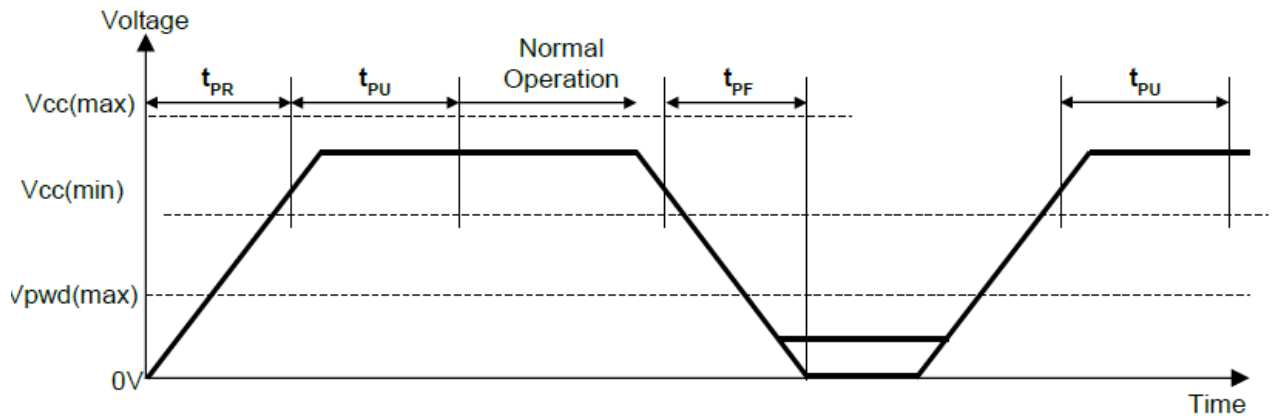 Voltage
Normal
Operation
tPR
tPU
tPF
tPU
Vcc(max)
Vcc(min)
Vpwd(max)
0V
Time